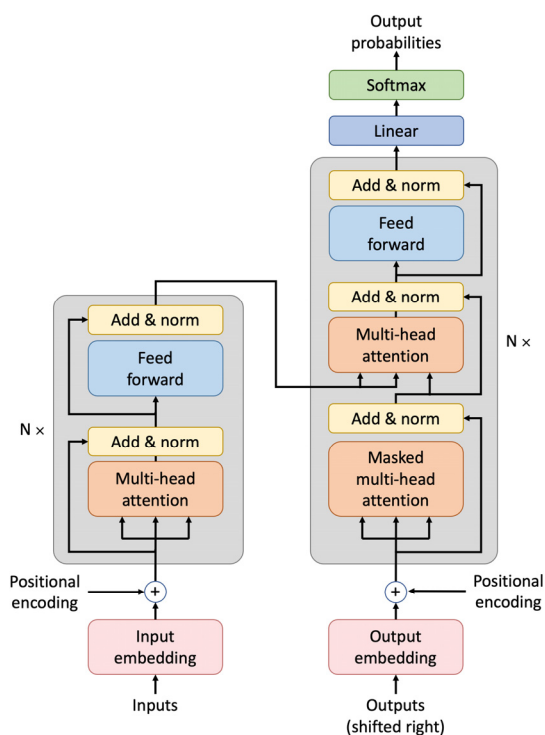 Output
probabilities
Softmax
Linear
Add & norm
Feed
forward
Add & norm
Multi-head
attention
N ×
Add & norm
Masked
multi-head
attention
Positional
encoding
Output
embedding
Outputs
(shifted right)
Add & norm
Feed
forward
N ×
Add & norm
Multi-head
attention
Positional
encoding
+
+
Input
embedding
Inputs